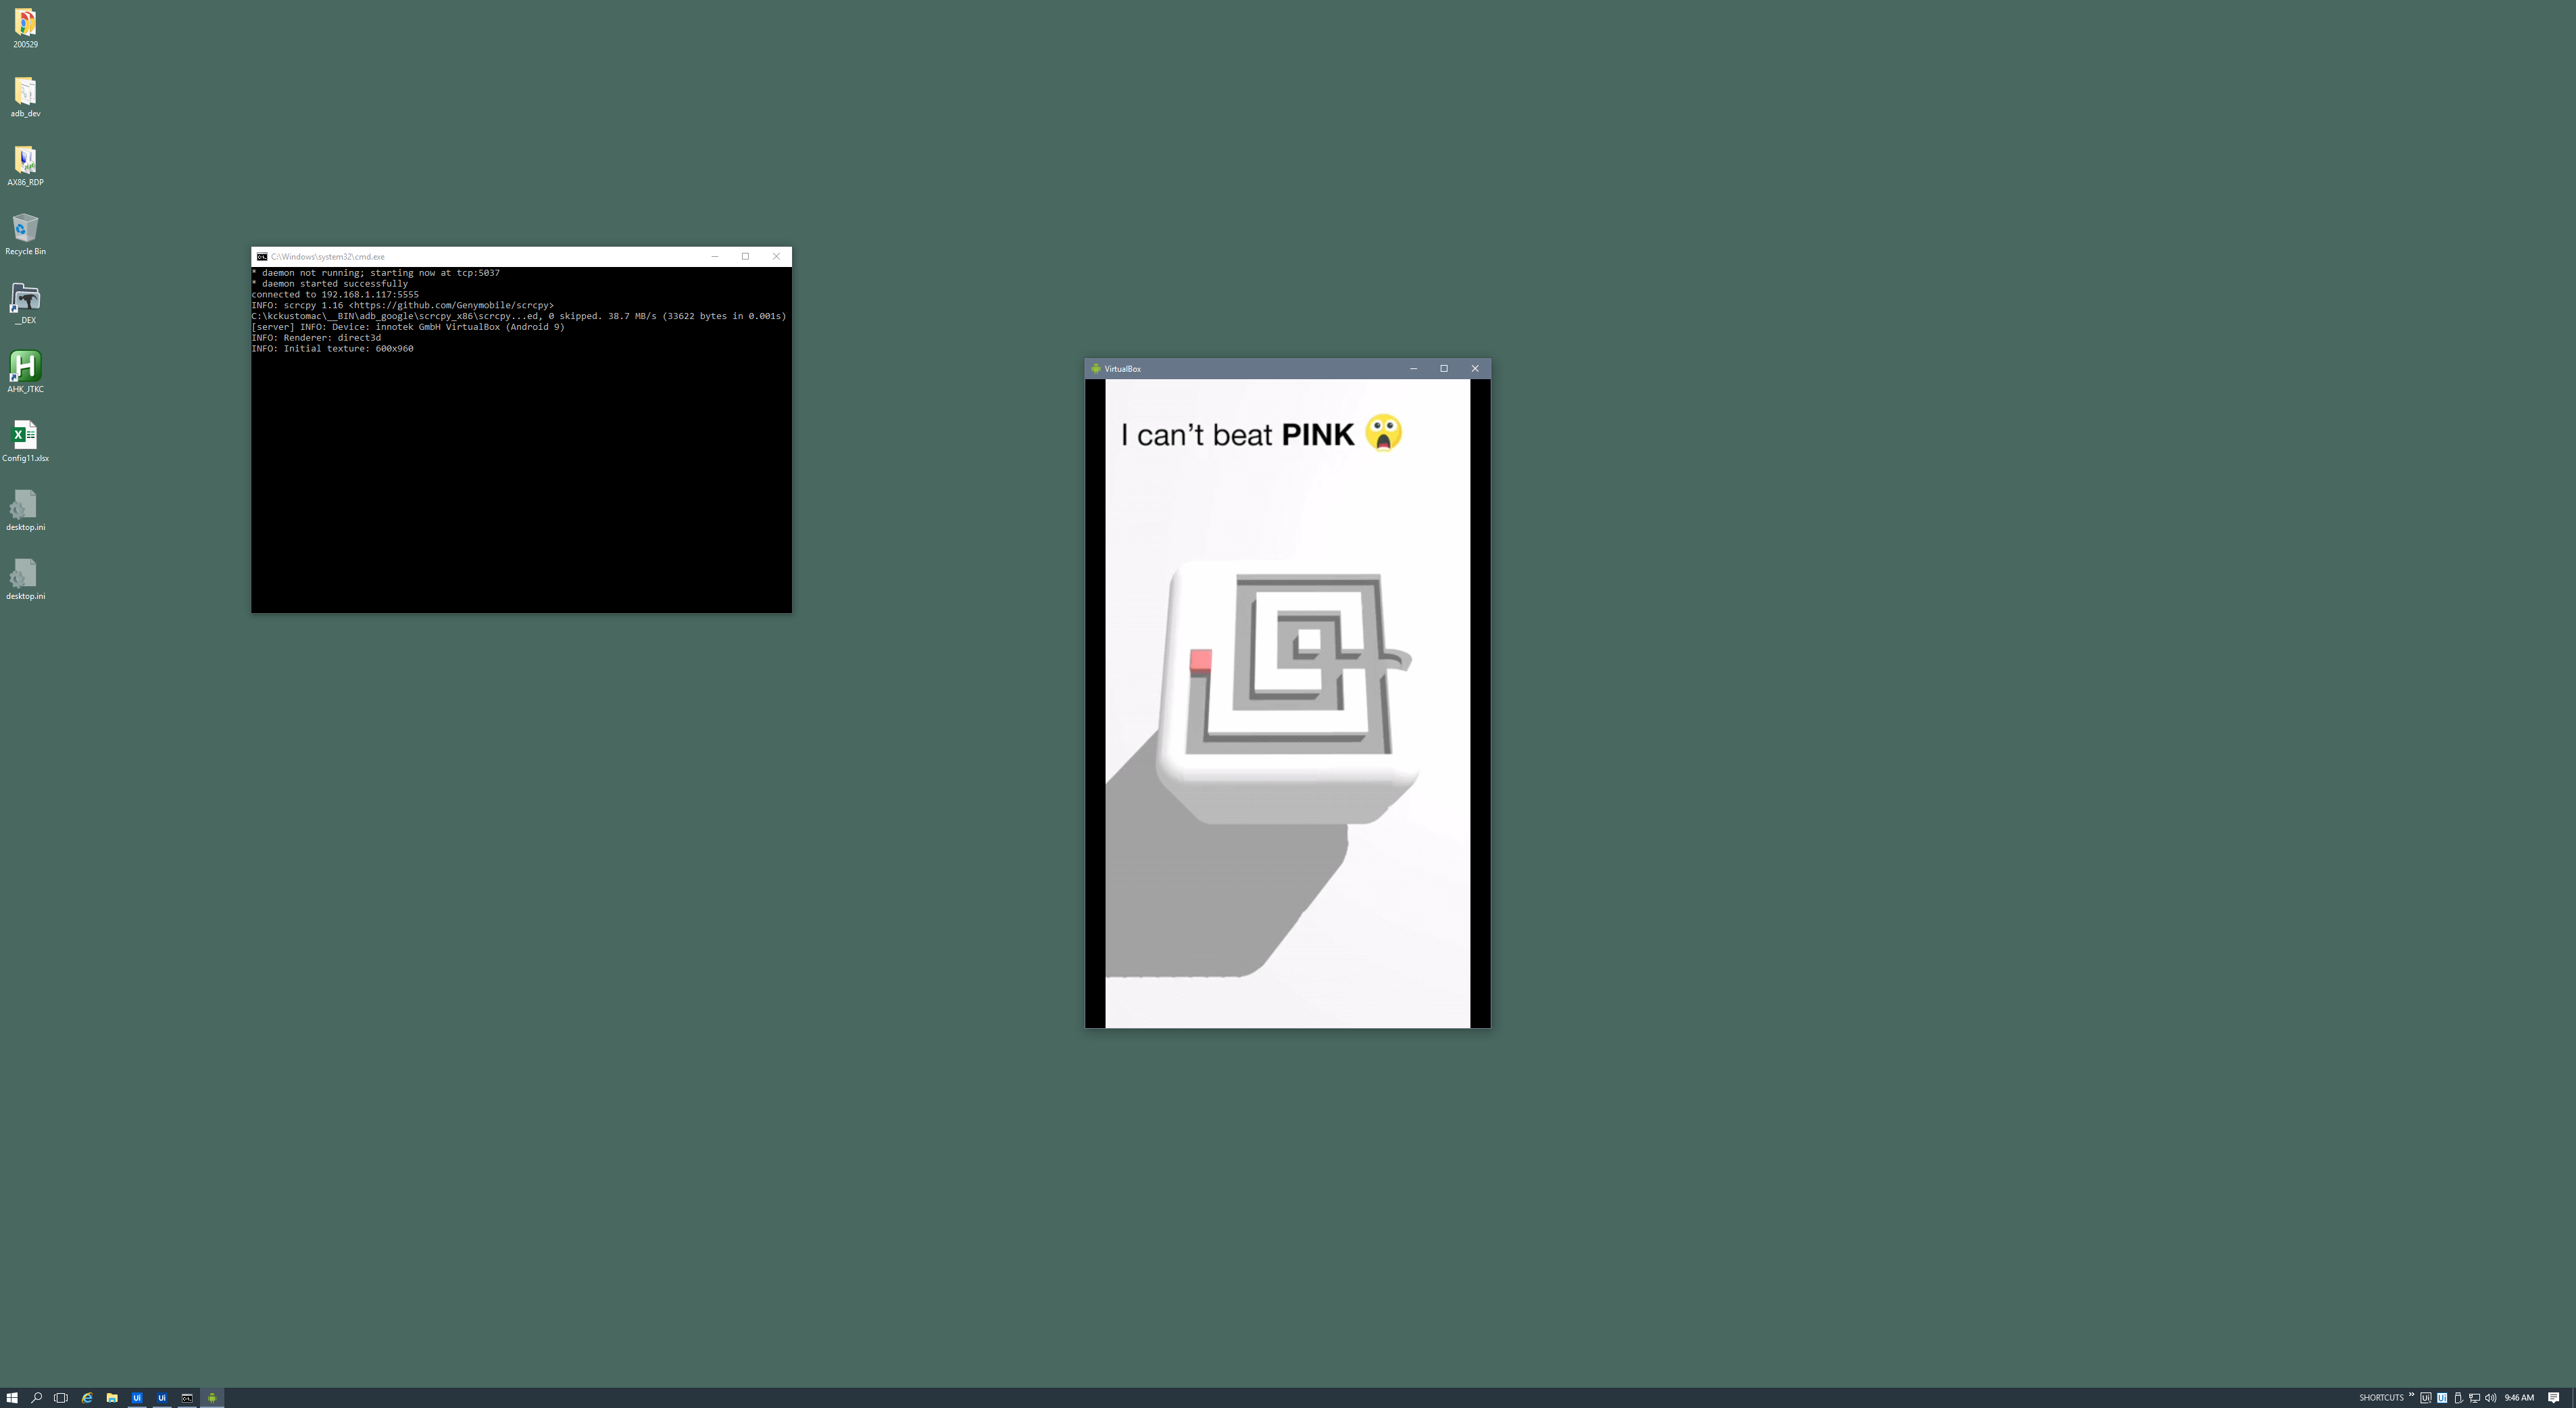 200529
adb_dev
AX86_RDP
Recycle Bin
__DEX
AHK_JTKC
Config11.xlsx
desktop.ini
desktop.ini
C:\Windows\system32\cmd.exe
* daemon not running; starting now at tcp:5037
* daemon started successfully
connected to 192.168.1.117:5555
INFO: scrcpy 1.16 <https://github.com/Genymobile/scrcpy>
C:\kckustomac\__BIN\adb_google\scrcpy_x86\scrcpy...ed, 0 skipped. 38.7 MB/s (33622 bytes in 0.001s)
[server] INFO: Device: innotek GmbH VirtualBox (Android 9)
INFO: Renderer: direct3d
INFO: Initial texture: 600x960
VirtualBox
I can't beat PINK
SHORTCUTS
9:46 AM